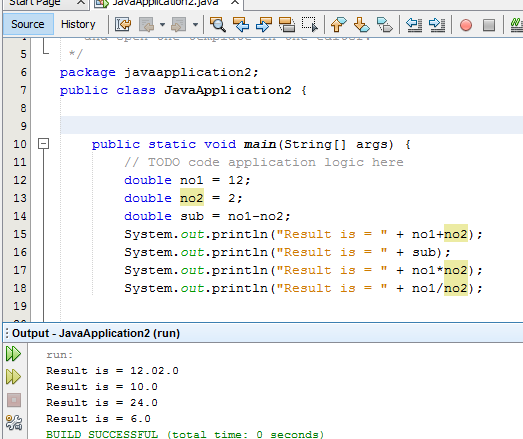 Start Page × JavaApplication2.java ×
Source History
and open the template in the editor.
5 */
6 package javaapplication2;
7 public class JavaApplication2 {
8
9
10 public static void main(String[] args) {
11 // TODO code application logic here
12 double no1 = 12;
13 double no2 = 2;
14 double sub = no1-no2;
15 System.out.println("Result is = " + no1+no2);
16 System.out.println("Result is = " + sub);
17 System.out.println("Result is = " + no1*no2);
18 System.out.println("Result is = " + no1/no2);
19
Output - JavaApplication2 (run)
run:
Result is = 12.02.0
Result is = 10.0
Result is = 24.0
Result is = 6.0
BUILD SUCCESSFUL (total time: 0 seconds)